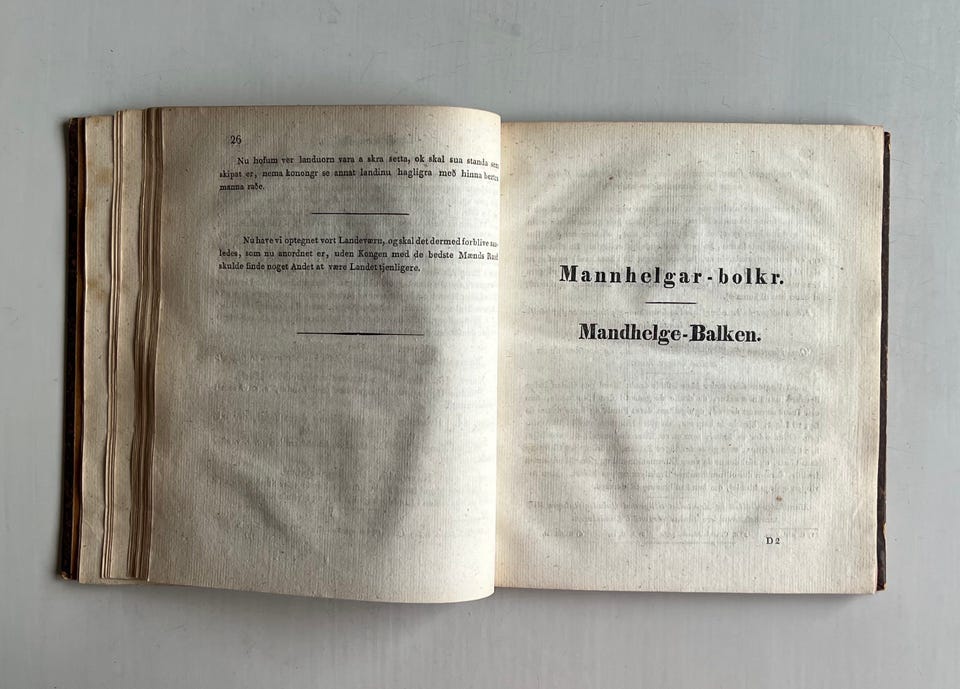 26
Nu hofum ver landuorn vara a skra setta, ok skal sua standa sem
skipat er, nema konongr se annat landinu hagligra með hinna beztra
manna raðe.
Nu have vi optegnet vort Landeværn, og skal det dermed forblive saa-
ledes, som nu anordnet er, uden Kongen med de bedste Mænds Raad
skulde finde noget Andet at være Landet tjenligere.
Mannhelgar-bolkr.
Mandhelge-Balken.
D 2